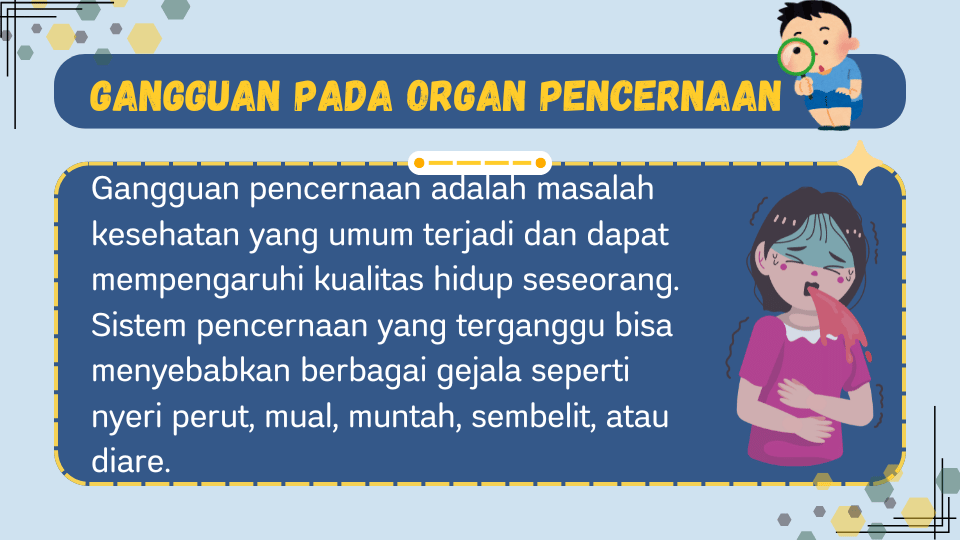 GANGGUAN PADA ORGAN PENCERNAAN
Gangguan pencernaan adalah masalah
kesehatan yang umum terjadi dan dapat
mempengaruhi kualitas hidup seseorang.
Sistem pencernaan yang terganggu bisa
menyebabkan berbagai gejala seperti
nyeri perut, mual, muntah, sembelit, atau
diare.